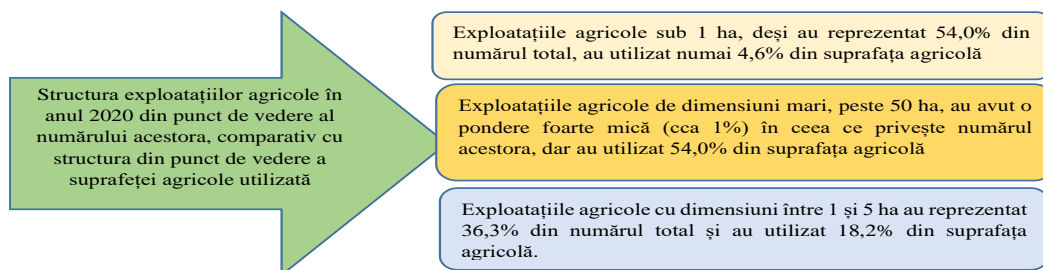 Structura exploatațiilor agricole în
anul 2020 din punct de vedere al
numărului acestora, comparativ cu
structura din punct de vedere a
suprafeței agricole utilizată
Exploatațiile agricole sub 1 ha, deși au reprezentat 54,0% din
numărul total, au utilizat numai 4,6% din suprafața agricolă
Exploatațiile agricole de dimensiuni mari, peste 50 ha, au avut o
pondere foarte mică (cca 1%) în ceea ce privește numărul
acestora, dar au utilizat 54,0% din suprafața agricolă
Exploatațiile agricole cu dimensiuni între 1 și 5 ha au reprezentat
36,3% din numărul total și au utilizat 18,2% din suprafața
agricolă.